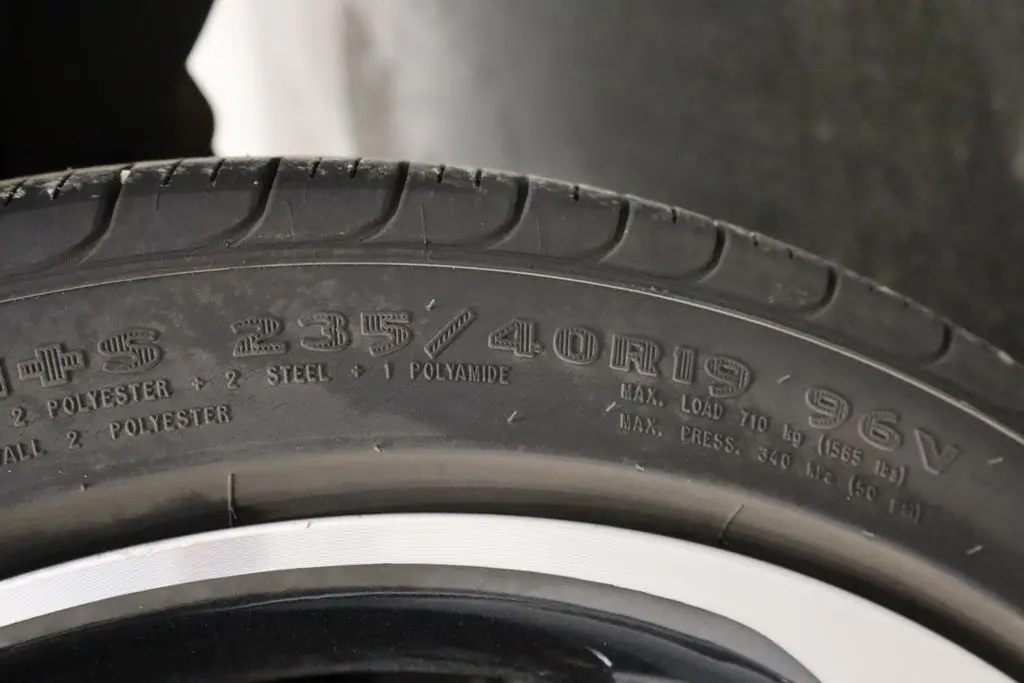 +S 235/40R19 96V
2 POLYESTER + 2 STEEL + 1 POLYAMIDE
ALL 2 POLYESTER
MAX. LOAD 710 kg (1565 lbs)
MAX. PRESS. 340 kPa (50 PSI)